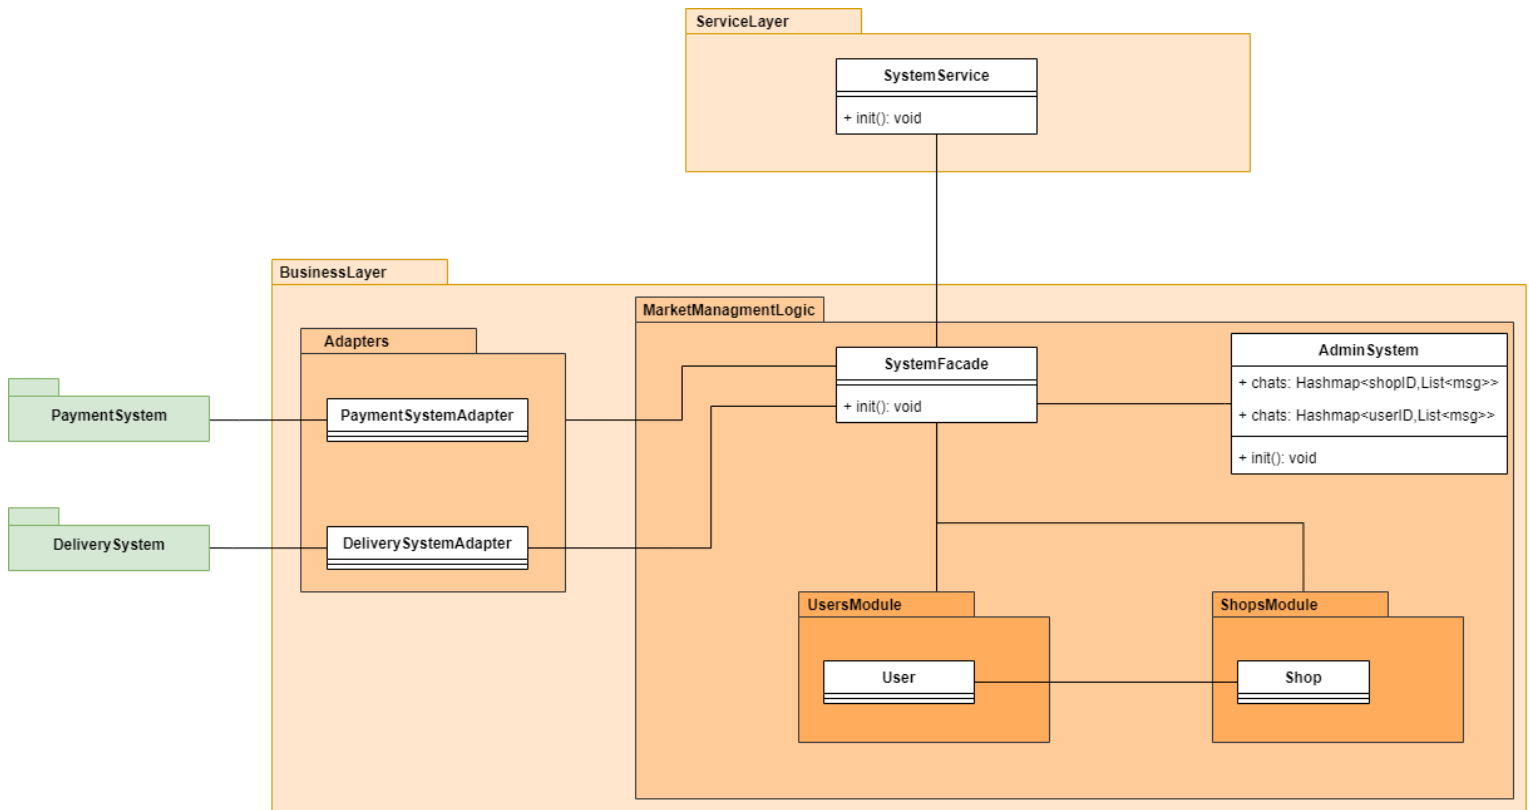 ServiceLayer
SystemService
+ init(): void
BusinessLayer
MarketManagmentLogic
Adapters
SystemFacade
+ init(): void
AdminSystem
+ chats: Hashmap<shopID,List<msg>>
+ chats: Hashmap<userID,List<msg>>
+ init(): void
PaymentSystem
PaymentSystemAdapter
DeliverySystem
DeliverySystemAdapter
UsersModule
User
ShopsModule
Shop